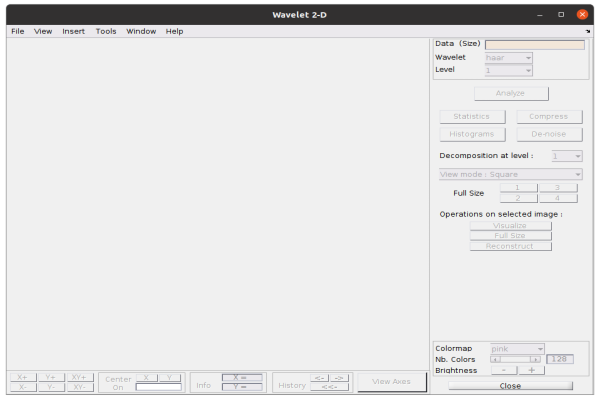 Wavelet 2-D
File View Insert Tools Window Help
Data (Size)
Wavelet haar
Level 1
Analyze
Statistics Compress
Histograms De-noise
Decomposition at level : 1
View mode : Square
Full Size 1 3
2 4
Operations on selected image :
Visualize
Full Size
Reconstruct
Colormap pink
Nb. Colors 128
Brightness - +
X+ Y+ XY+ Center X Y Info X = History <- -> View Axes
X- Y- XY- On Y = <<-
Close